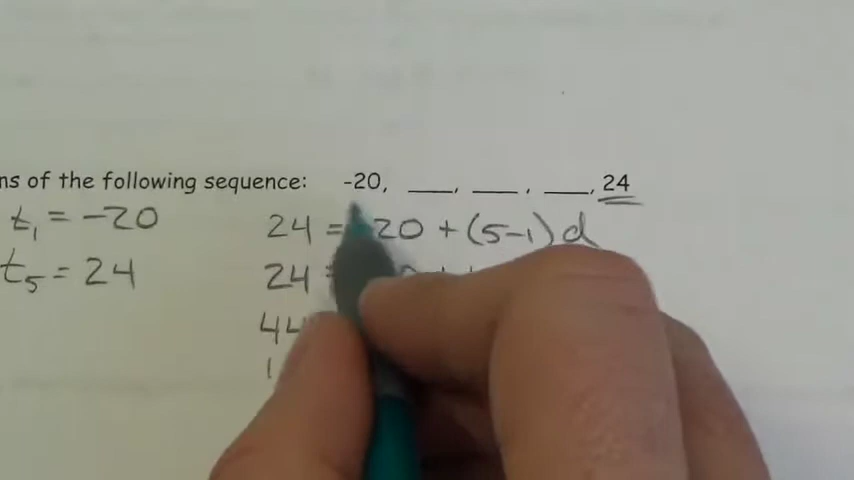 ns of the following sequence: -20, ___, ___, ___, 24
t₁ = -20 24 = 20 + (5-1)d
t₅ = 24 24
44
1